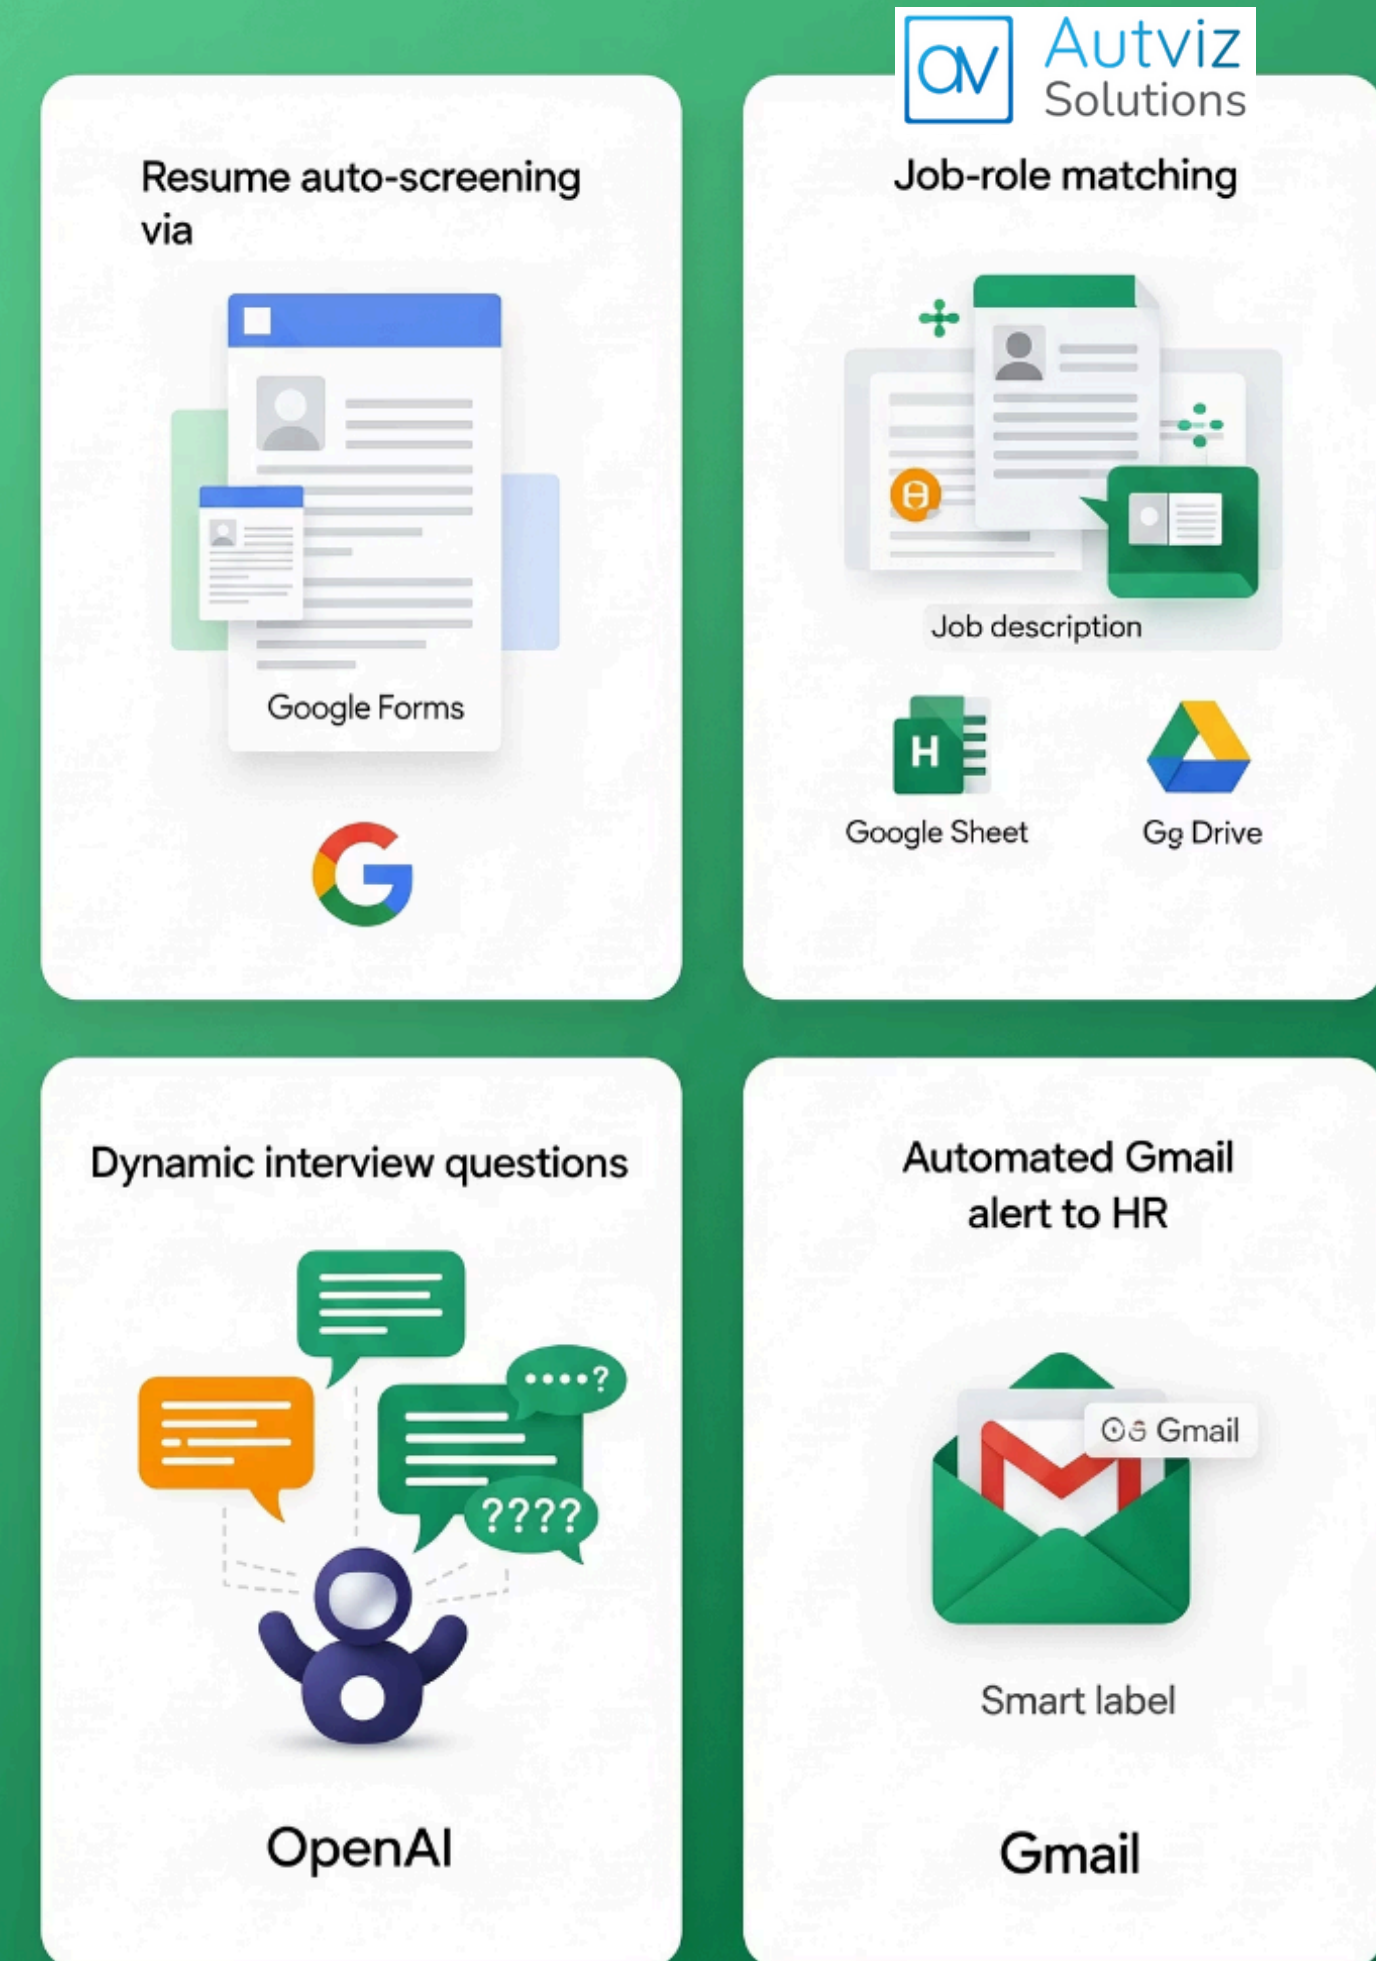 av
Autviz
Solutions
Resume auto-screening
via
Google Forms
Job-role matching
Job description
H
Google Sheet
Gg Drive
Dynamic interview questions
....?
????
OpenAI
Automated Gmail
alert to HR
Gmail
Smart label
Gmail